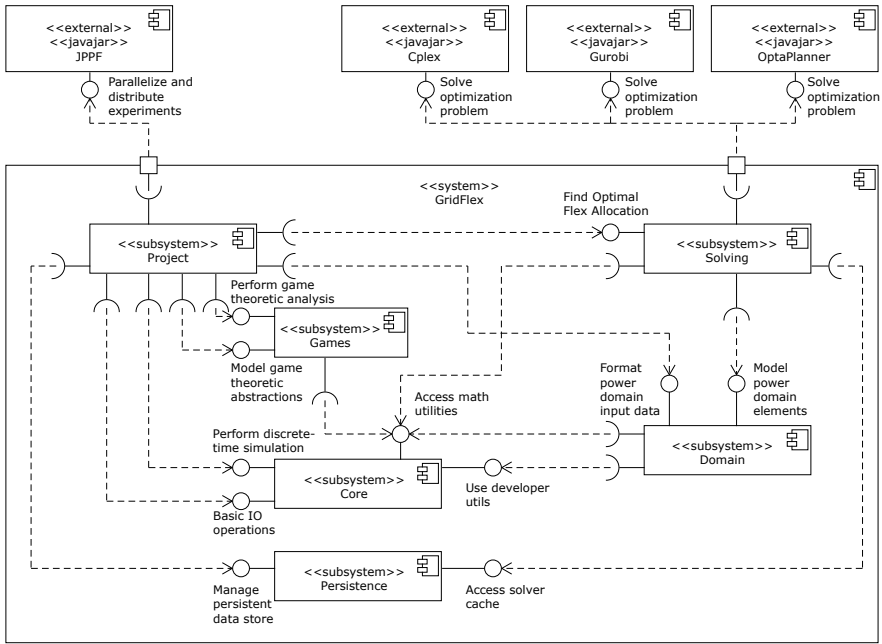 <<external>>
<<javajar>>
JPPF
<<external>>
<<javajar>>
Cplex
<<external>>
<<javajar>>
Gurobi
<<external>>
<<javajar>>
OptaPlanner
Parallelize and
distribute
experiments
Solve
optimization
problem
Solve
optimization
problem
Solve
optimization
problem
<<system>>
GridFlex
Find Optimal
Flex Allocation
<<subsystem>>
Project
<<subsystem>>
Solving
Perform game
theoretic analysis
<<subsystem>>
Games
Model game
theoretic
abstractions
Access math
utilities
Format
power
domain
input data
Model
power
domain
elements
Perform discrete-
time simulation
<<subsystem>>
Core
<<subsystem>>
Domain
Basic IO
operations
Use developer
utils
<<subsystem>>
Persistence
Manage
persistent
data store
Access solver
cache